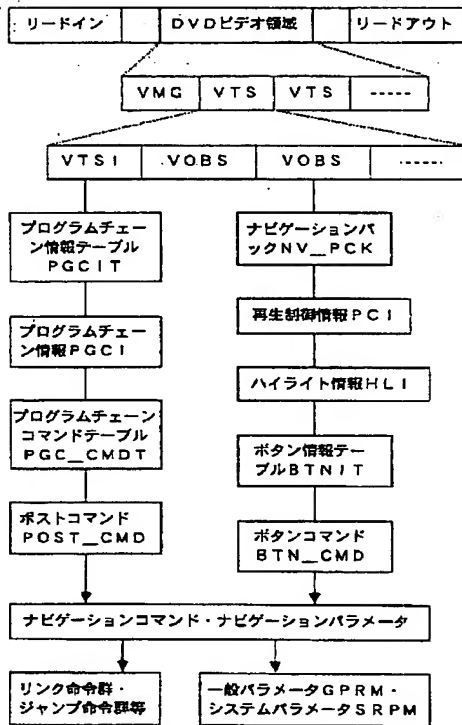 リードイン DVDビデオ領域 リードアウト
VMG VTS VTS -----
VTSI VOBS VOBS -----
プログラムチェー
ン情報テーブル
PGCIT
ナビゲーションパ
ックNV__PCK
プログラムチェー
ン情報PGCI
再生制御情報PCI
ハイライト情報HLI
プログラムチェーン
コマンドテーブル
PGC__CMDT
ボタン情報テー
ブルBTNIT
ポストコマンド
POST__CMD
ボタンコマンド
BTN__CMD
ナビゲーションコマンド・ナビゲーションパラメータ
リンク命令群・
ジャンプ命令群等
一般パラメータGPRM・
システムパラメータSRPM